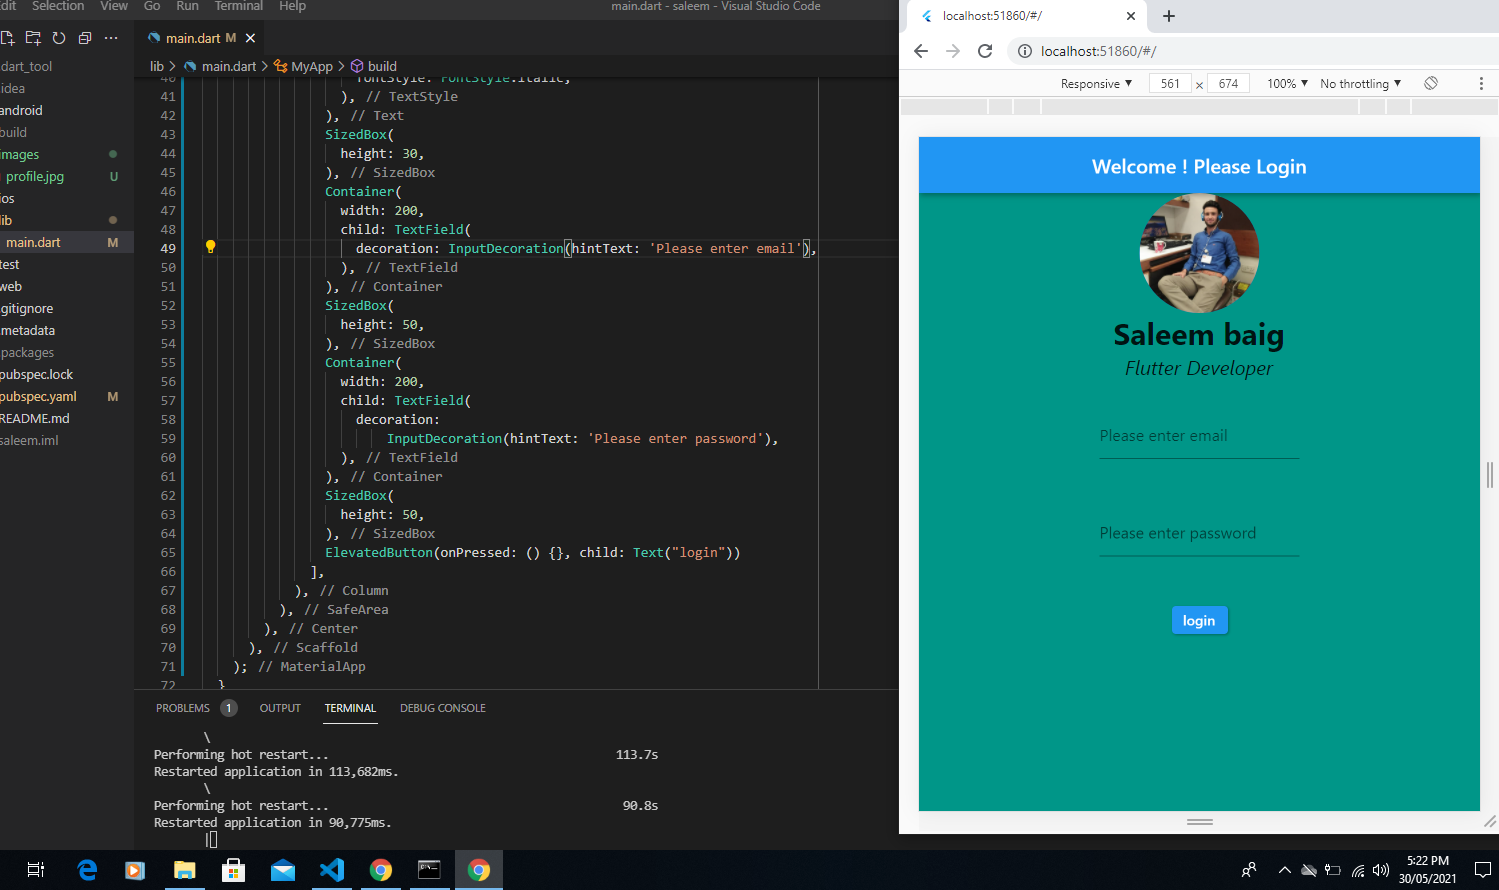 dit Selection View Go Run Terminal Help main.dart - saleem - Visual Studio Code
main.dart M
lib > main.dart > MyApp > build
dart_tool
idea
android
build
images
profile.jpg U
ios
lib
main.dart M
test
web
gitignore
metadata
packages
pubspec.lock
pubspec.yaml M
README.md
saleem.iml
40 fontStyle: FontStyle.italic,
41 ), // TextStyle
42 ), // Text
43 SizedBox(
44 height: 30,
45 ), // SizedBox
46 Container(
47 width: 200,
48 child: TextField(
49 decoration: InputDecoration(hintText: 'Please enter email'),
50 ), // TextField
51 ), // Container
52 SizedBox(
53 height: 50,
54 ), // SizedBox
55 Container(
56 width: 200,
57 child: TextField(
58 decoration:
59 InputDecoration(hintText: 'Please enter password'),
60 ), // TextField
61 ), // Container
62 SizedBox(
63 height: 50,
64 ), // SizedBox
65 ElevatedButton(onPressed: () {}, child: Text("login"))
66 ],
67 ), // Column
68 ), // SafeArea
69 ), // Center
70 ), // Scaffold
71 ); // MaterialApp
72 }
PROBLEMS 1 OUTPUT TERMINAL DEBUG CONSOLE
\
Performing hot restart... 113.7s
Restarted application in 113,682ms.
\
Performing hot restart... 90.8s
Restarted application in 90,775ms.
|
localhost:51860/#/
localhost:51860/#/
Responsive 561 x 674 100% No throttling
Welcome ! Please Login
Saleem baig
Flutter Developer
Please enter email
Please enter password
login
5:22 PM
30/05/2021